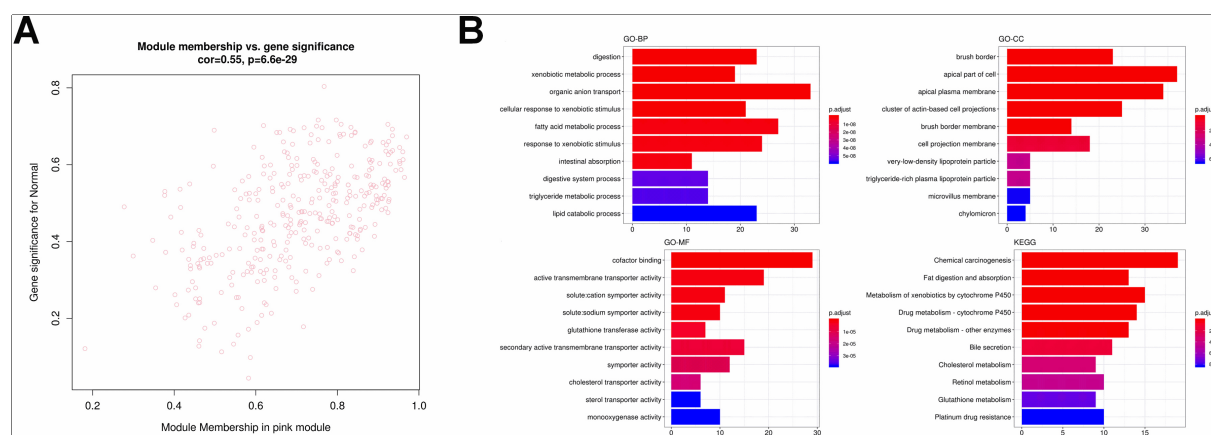 A
Module membership vs. gene significance
cor=0.55, p=6.6e-29
Gene significance for Normal
0.8
0.6
0.4
0.2
0.2 0.4 0.6 0.8 1.0
Module Membership in pink module
B
GO-BP
digestion
xenobiotic metabolic process
organic anion transport
cellular response to xenobiotic stimulus
fatty acid metabolic process
response to xenobiotic stimulus
intestinal absorption
digestive system process
triglyceride metabolic process
lipid catabolic process
0 10 20 30
p.adjust
1e-08
2e-08
3e-08
4e-08
5e-08
GO-CC
brush border
apical part of cell
apical plasma membrane
cluster of actin-based cell projections
brush border membrane
cell projection membrane
very-low-density lipoprotein particle
triglyceride-rich plasma lipoprotein particle
microvillus membrane
chylomicron
0 10 20 30
p.adju
GO-MF
cofactor binding
active transmembrane transporter activity
solute:cation symporter activity
solute:sodium symporter activity
glutathione transferase activity
secondary active transmembrane transporter activity
symporter activity
cholesterol transporter activity
sterol transporter activity
monooxygenase activity
0 10 20 30
p.adjust
1e-05
2e-05
3e-05
KEGG
Chemical carcinogenesis
Fat digestion and absorption
Metabolism of xenobiotics by cytochrome P450
Drug metabolism - cytochrome P450
Drug metabolism - other enzymes
Bile secretion
Cholesterol metabolism
Retinol metabolism
Glutathione metabolism
Platinum drug resistance
0 5 10 15
p.adju